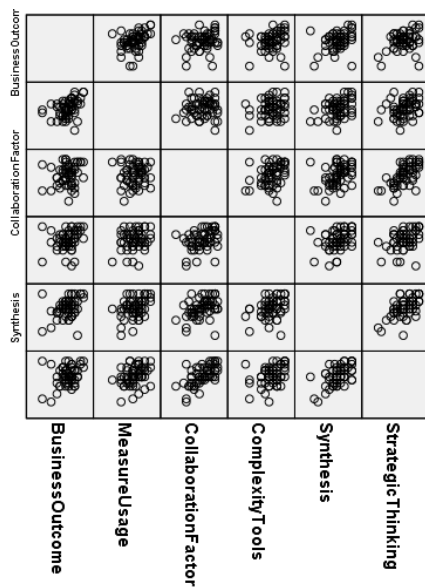 BusinessOutcom
CollaborationFactor
Synthesis
BusinessOutcome
MeasureUsage
CollaborationFactor
ComplexityTools
Synthesis
StrategicThinking